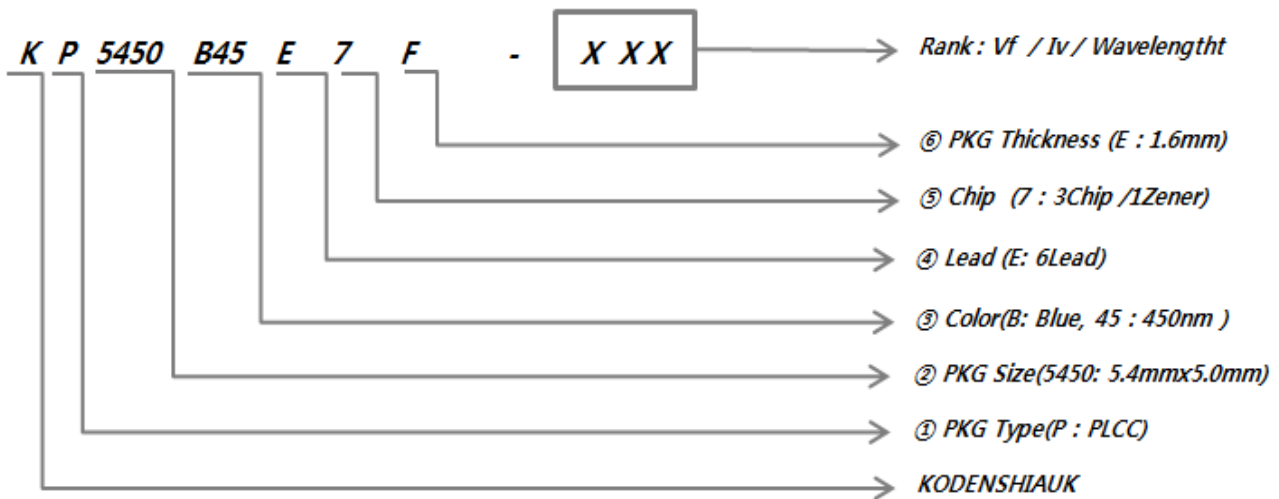 K P 5450 B45 E 7 F - X X X
Rank : Vf / Iv / Wavelengtht
⑥ PKG Thickness (E : 1.6mm)
⑤ Chip (7 : 3Chip /1Zener)
④ Lead (E: 6Lead)
③ Color(B: Blue, 45 : 450nm )
② PKG Size(5450: 5.4mmx5.0mm)
① PKG Type(P : PLCC)
KODENSHIAUK